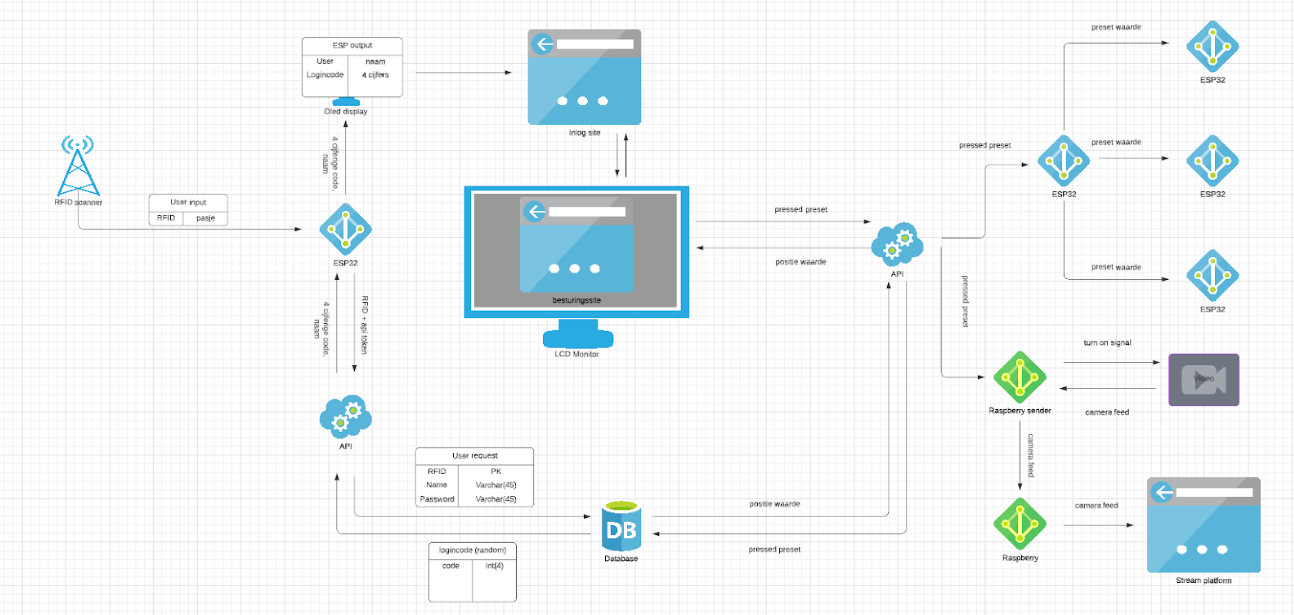 ESP output
User naam
Logincode 4 cijfers
Oled display
4 cijferige code,
naam
RFID scanner
User input
RFID pasje
ESP32
4 cijferige code,
naam
RFID + api token
API
Inlog site
besturingssite
LCD Monitor
pressed preset
positie waarde
API
User request
RFID PK
Name Varchar(45)
Password Varchar(45)
logincode (random)
code Int(4)
DB
Database
positie waarde
pressed preset
pressed preset
pressed preset
ESP32
preset waarde
ESP32
preset waarde
ESP32
preset waarde
ESP32
Raspberry sender
turn on signal
Video
camera feed
camera feed
Raspberry
camera feed
Stream platform